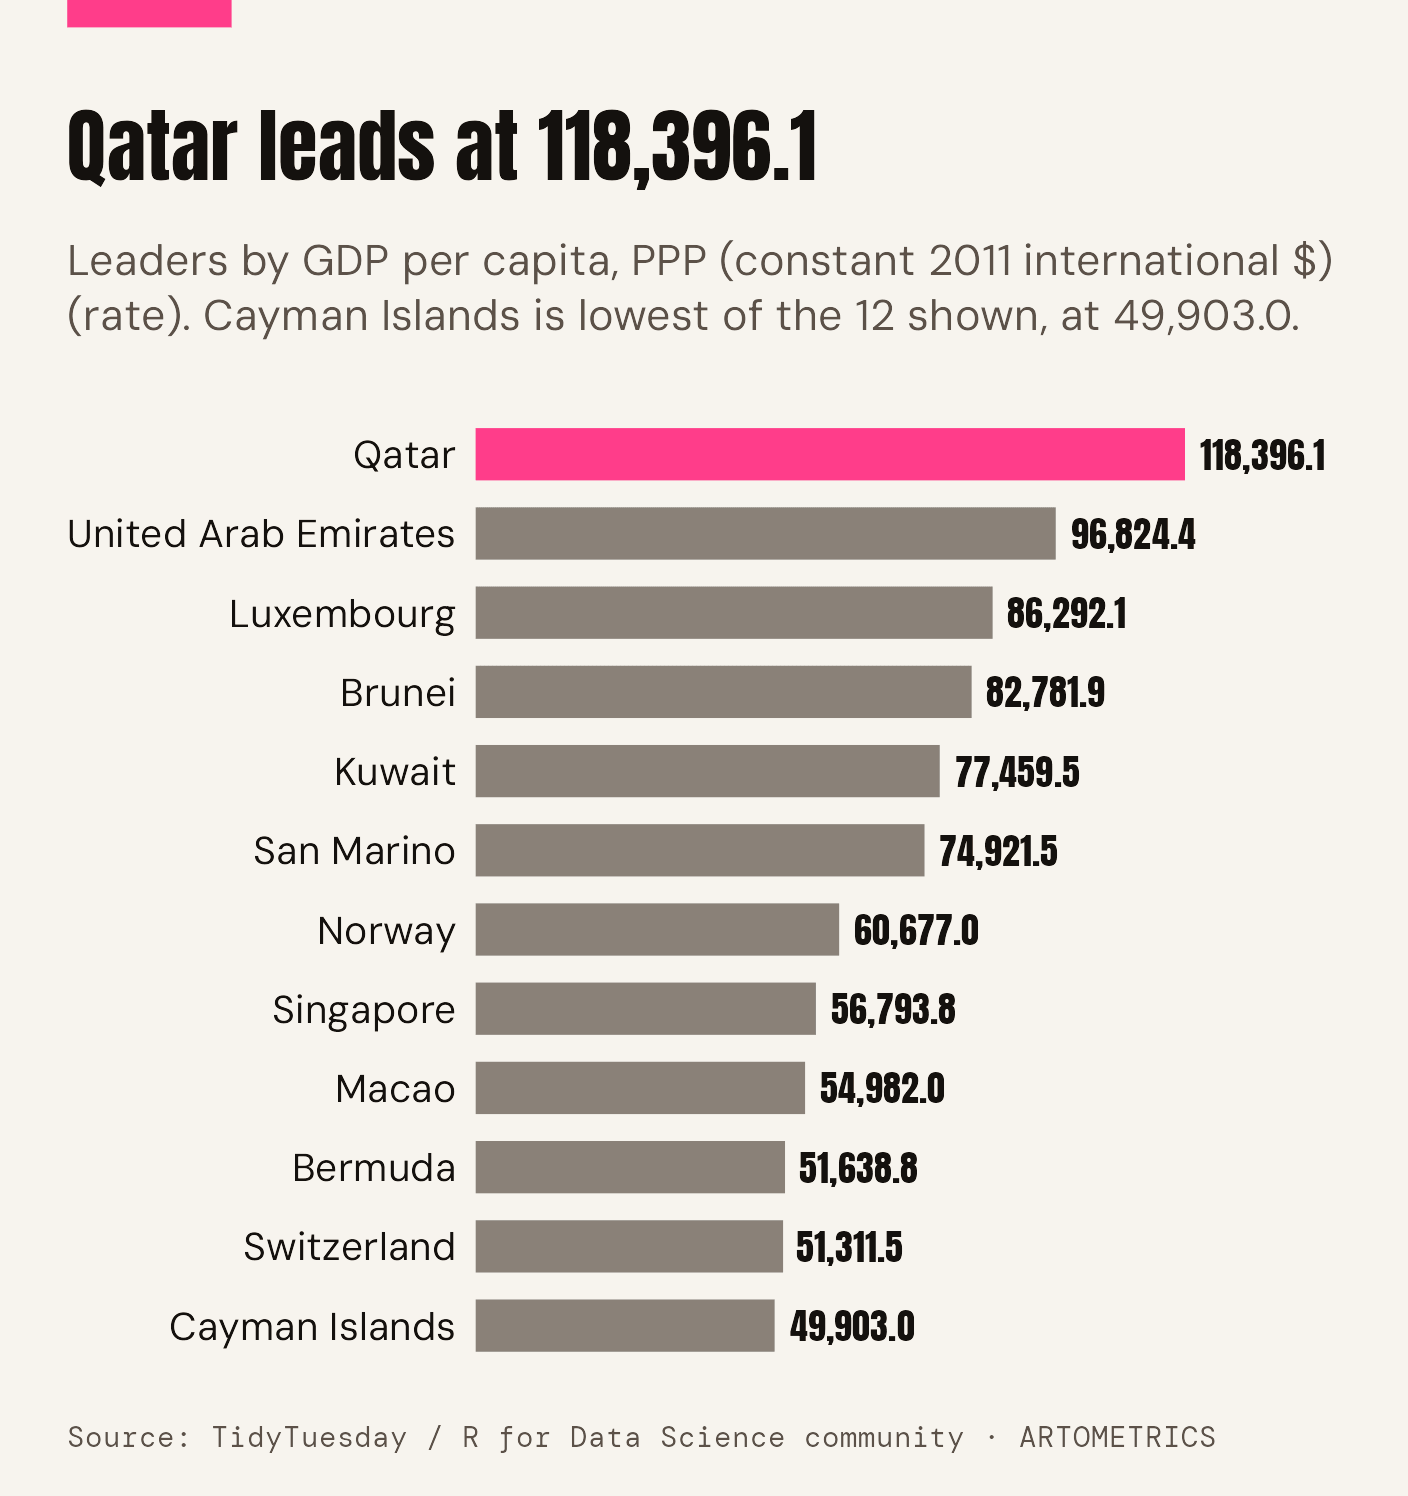 Qatar leads at 118,396.1
Leaders by GDP per capita, PPP (constant 2011 international $)
(rate). Cayman Islands is lowest of the 12 shown, at 49,903.0.
Qatar 118,396.1
United Arab Emirates 96,824.4
Luxembourg 86,292.1
Brunei 82,781.9
Kuwait 77,459.5
San Marino 74,921.5
Norway 60,677.0
Singapore 56,793.8
Macao 54,982.0
Bermuda 51,638.8
Switzerland 51,311.5
Cayman Islands 49,903.0
Source: TidyTuesday / R for Data Science community · ARTOMETRICS